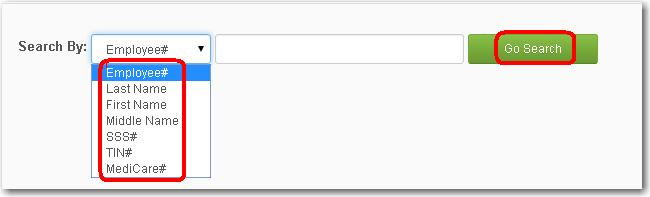 Search By: Employee# Go Search
Employee#
Last Name
First Name
Middle Name
SSS#
TIN#
MediCare#